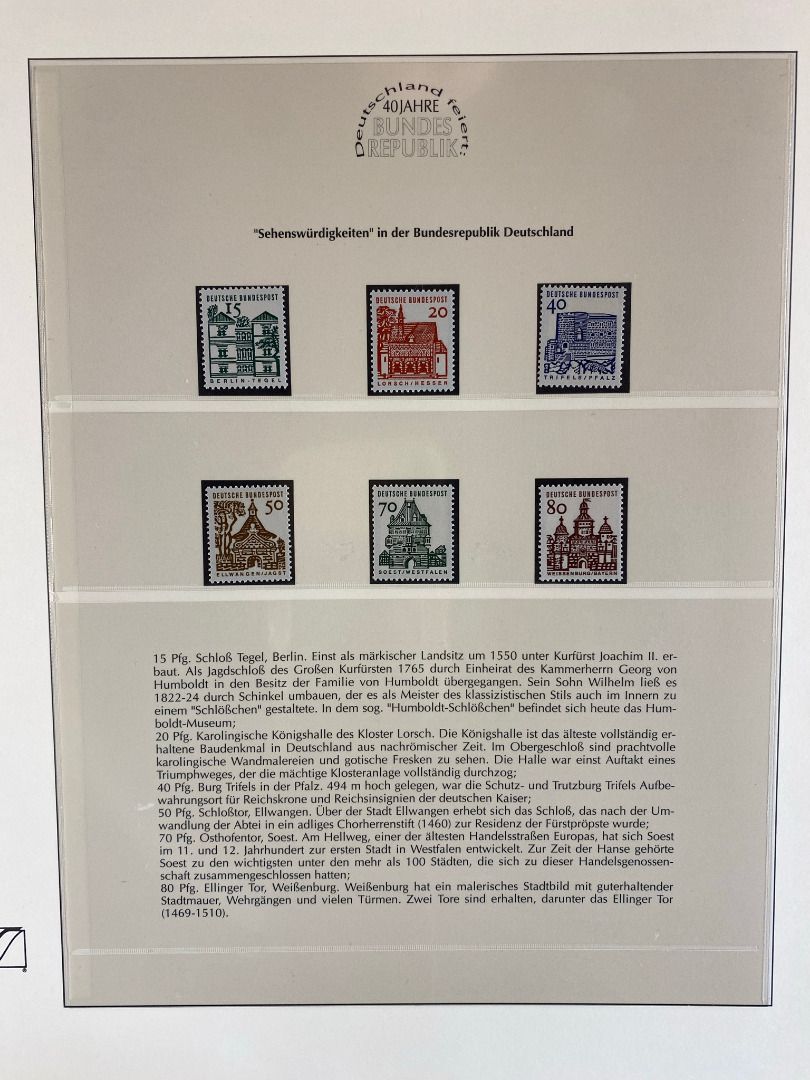 Deutschland feiert:
40 JAHRE
BUNDES
REPUBLIK
"Sehenswürdigkeiten" in der Bundesrepublik Deutschland
DEUTSCHE BUNDESPOST
15
BERLIN-TEGEL
DEUTSCHE BUNDESPOST
20
LORSCH/HESSEN
DEUTSCHE BUNDESPOST
40
TRIFELS/PFALZ
DEUTSCHE BUNDESPOST
50
ELLWANGEN/JAGST
DEUTSCHE BUNDESPOST
70
SOEST/WESTFALEN
DEUTSCHE BUNDESPOST
80
WEISSENBURG/BAYERN
15 Pfg. Schloß Tegel, Berlin. Einst als märkischer Landsitz um 1550 unter Kurfürst Joachim II. er-
baut. Als Jagdschloß des Großen Kurfürsten 1765 durch Einheirat des Kammerherrn Georg von
Humboldt in den Besitz der Familie von Humboldt übergegangen. Sein Sohn Wilhelm ließ es
1822-24 durch Schinkel umbauen, der es als Meister des klassizistischen Stils auch im Innern zu
einem "Schlößchen" gestaltete. In dem sog. "Humboldt-Schlößchen" befindet sich heute das Hum-
boldt-Museum;
20 Pfg. Karolingische Königshalle des Kloster Lorsch. Die Königshalle ist das älteste vollständig er-
haltene Baudenkmal in Deutschland aus nachrömischer Zeit. Im Obergeschoß sind prachtvolle
karolingische Wandmalereien und gotische Fresken zu sehen. Die Halle war einst Auftakt eines
Triumphweges, der die mächtige Klosteranlage vollständig durchzog;
40 Pfg. Burg Trifels in der Pfalz. 494 m hoch gelegen, war die Schutz- und Trutzburg Trifels Aufbe-
wahrungsort für Reichskrone und Reichsinsignien der deutschen Kaiser;
50 Pfg. Schloßtor, Ellwangen. Über der Stadt Ellwangen erhebt sich das Schloß, das nach der Um-
wandlung der Abtei in ein adliges Chorherrenstift (1460) zur Residenz der Fürstpröpste wurde;
70 Pfg. Osthofentor, Soest. Am Hellweg, einer der ältesten Handelsstraßen Europas, hat sich Soest
im 11. und 12. Jahrhundert zur ersten Stadt in Westfalen entwickelt. Zur Zeit der Hanse gehörte
Soest zu den wichtigsten unter den mehr als 100 Städten, die sich zu dieser Handelsgenossen-
schaft zusammengeschlossen hatten;
80 Pfg. Ellinger Tor, Weißenburg. Weißenburg hat ein malerisches Stadtbild mit guterhaltender
Stadtmauer, Wehrgängen und vielen Türmen. Zwei Tore sind erhalten, darunter das Ellinger Tor
(1469-1510).
®